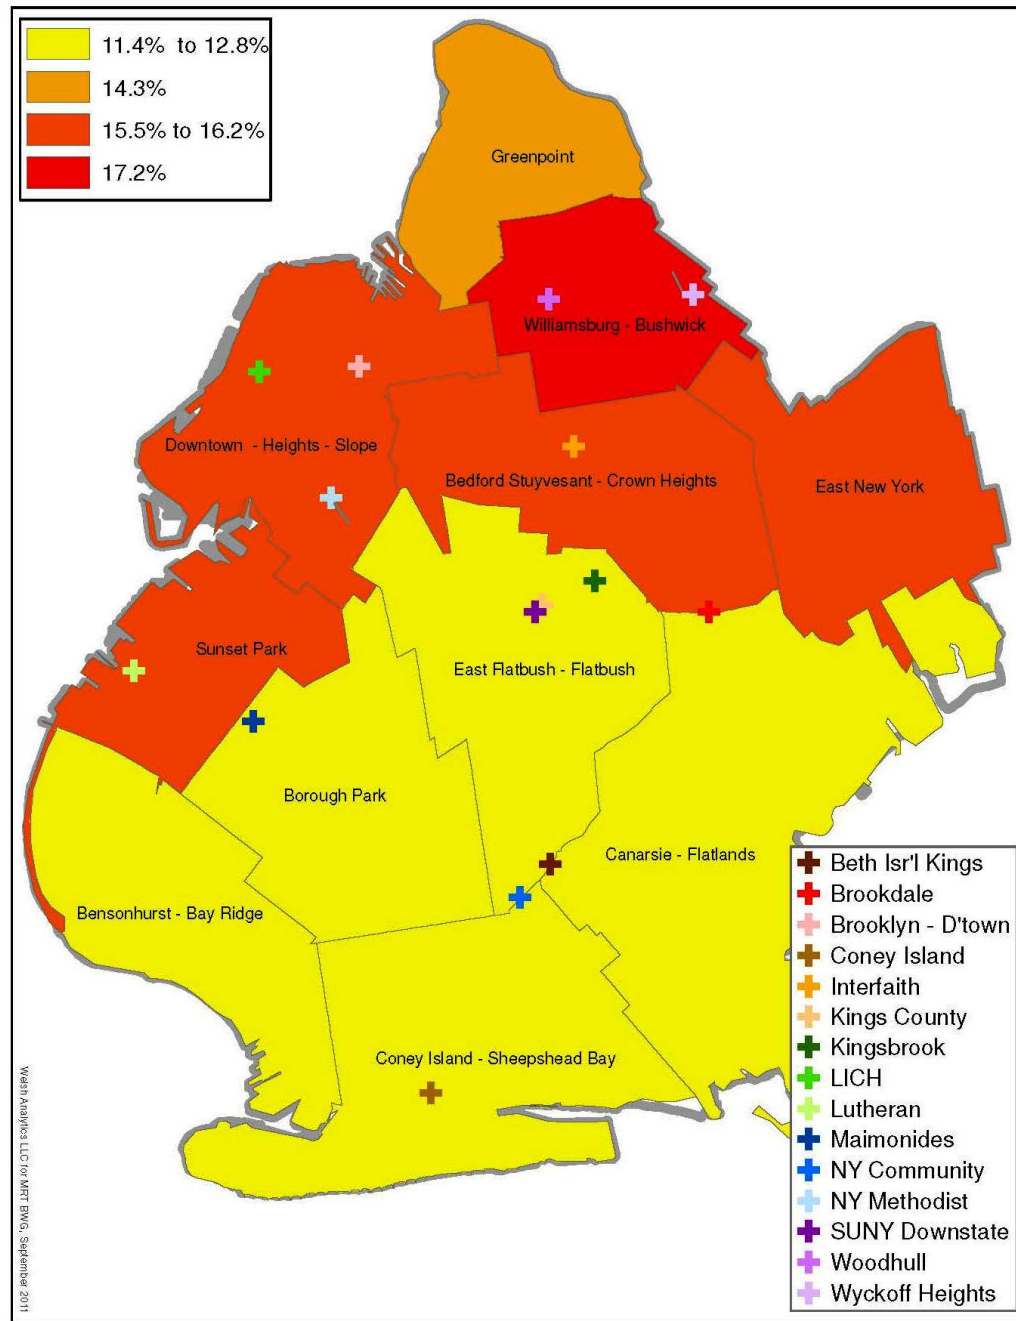 11.4% to 12.8%
14.3%
15.5% to 16.2%
17.2%
Greenpoint
Williamsburg - Bushwick
Downtown - Heights - Slope
Bedford Stuyvesant - Crown Heights
East New York
Sunset Park
East Flatbush - Flatbush
Borough Park
Canarsie - Flatlands
Bensonhurst - Bay Ridge
Coney Island - Sheepshead Bay
Beth Isr'l Kings
Brookdale
Brooklyn - D'town
Coney Island
Interfaith
Kings County
Kingsbrook
LICH
Lutheran
Maimonides
NY Community
NY Methodist
SUNY Downstate
Woodhull
Wyckoff Heights
Welsh Analytics LLC for MRT BWG, September 2011